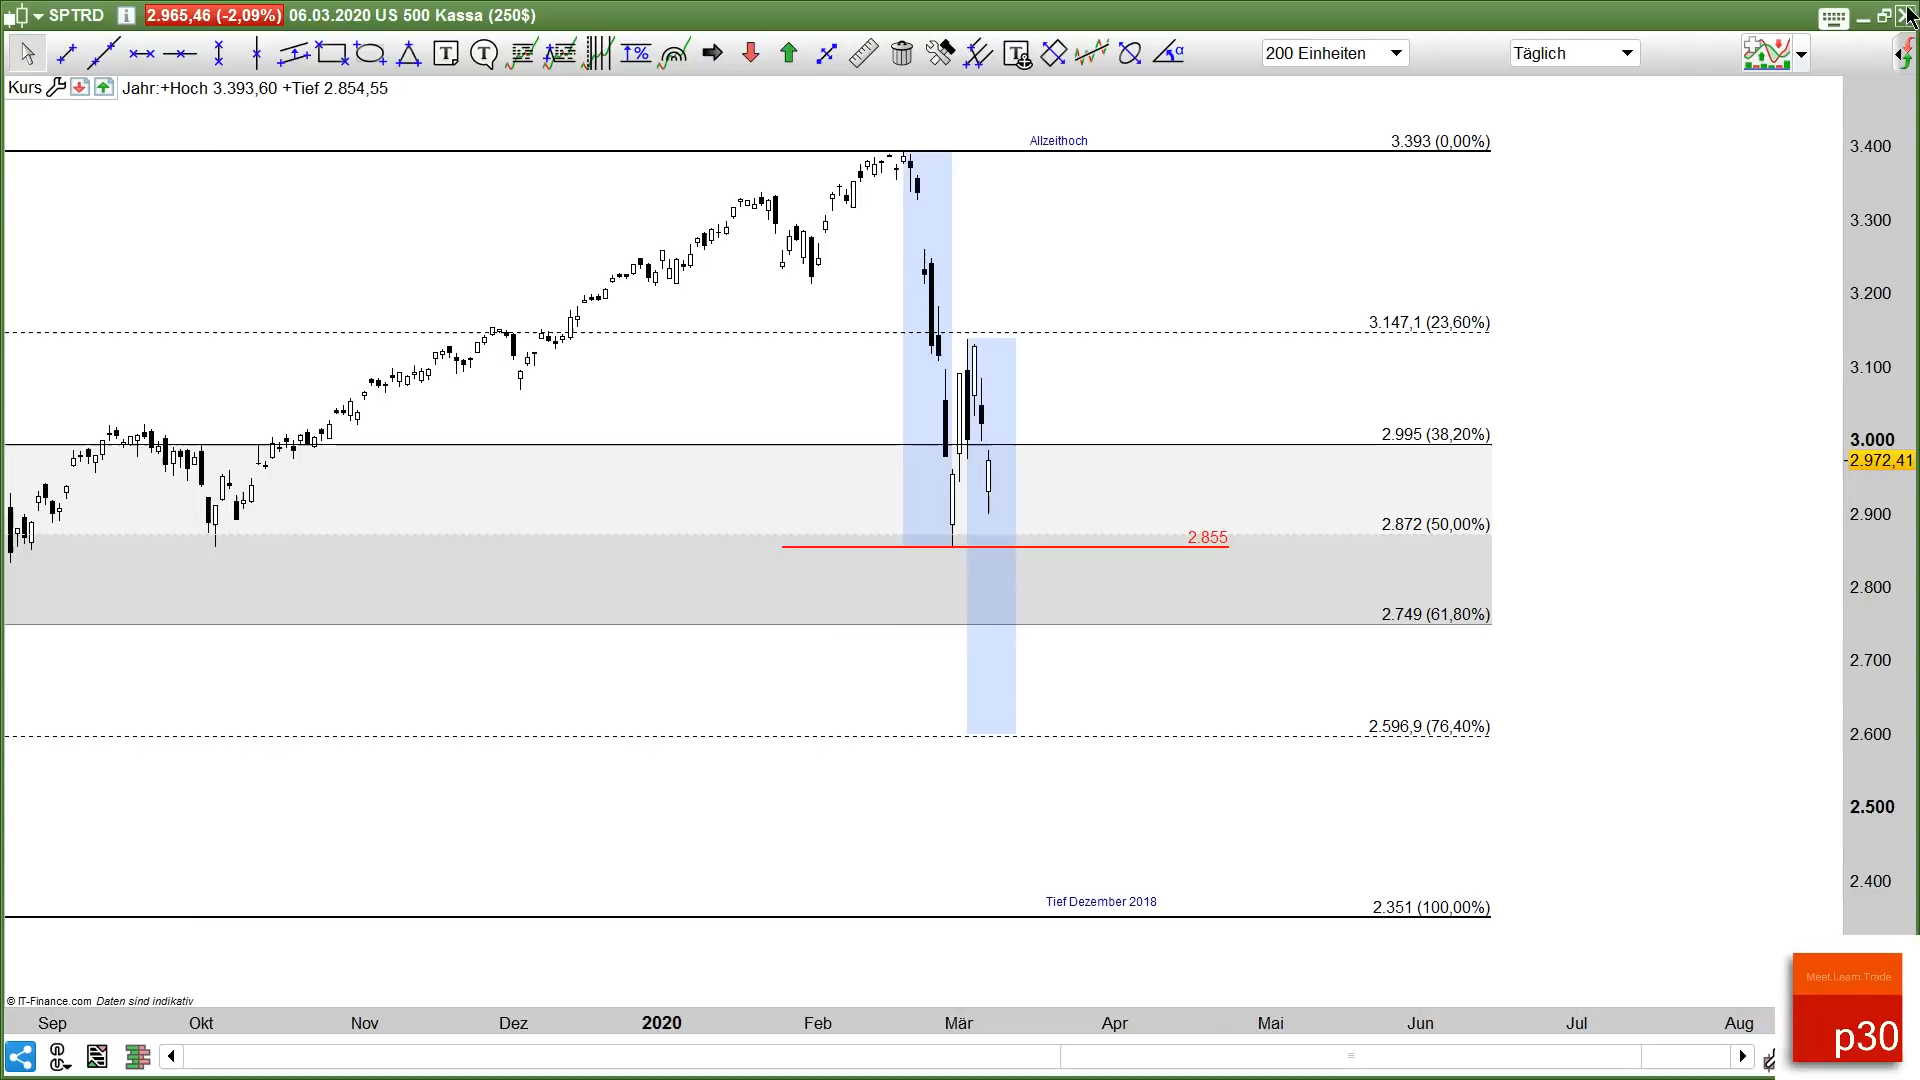 SPTRD 2.965,46 (-2,09%) 06.03.2020 US 500 Kassa (250$)
200 Einheiten Täglich
Kurs Jahr:+Hoch 3.393,60 +Tief 2.854,55
Allzeithoch 3.393 (0,00%)
3.400
3.300
3.200
3.147,1 (23,60%)
3.100
2.995 (38,20%)
3.000
2.972,41
2.900
2.872 (50,00%)
2.855
2.800
2.749 (61,80%)
2.700
2.596,9 (76,40%)
2.600
2.500
2.400
Tief Dezember 2018 2.351 (100,00%)
Meet.Learn.Trade
p30
© IT-Finance.com Daten sind indikativ
Sep Okt Nov Dez 2020 Feb Mär Apr Mai Jun Jul Aug